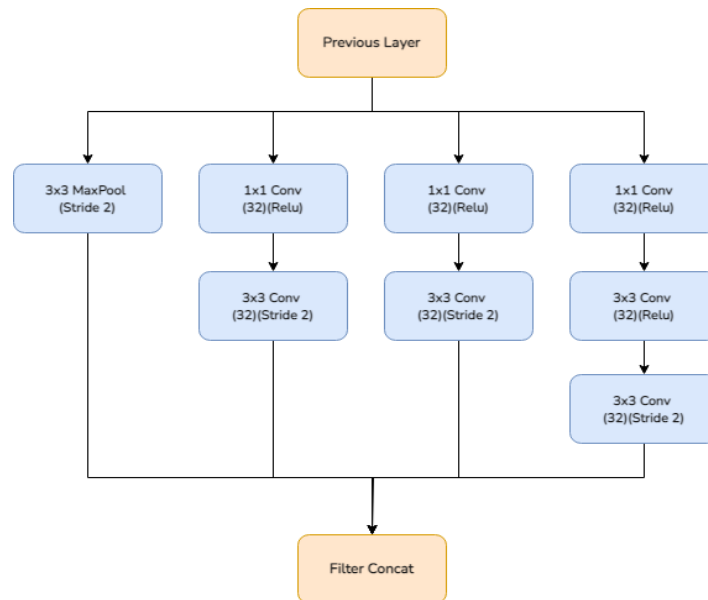 Previous Layer
3x3 MaxPool
(Stride 2)
1x1 Conv
(32)(Relu)
1x1 Conv
(32)(Relu)
1x1 Conv
(32)(Relu)
3x3 Conv
(32)(Stride 2)
3x3 Conv
(32)(Stride 2)
3x3 Conv
(32)(Relu)
3x3 Conv
(32)(Stride 2)
Filter Concat